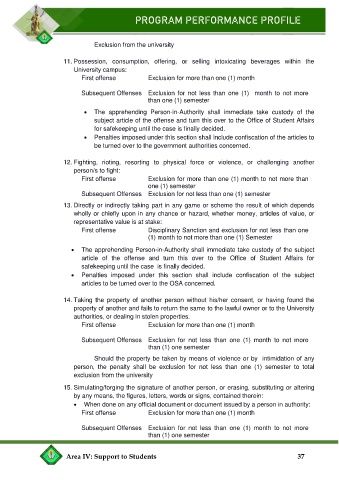 PROGRAM PERFORMANCE PROFILE
Exclusion from the university
11. Possession, consumption, offering, or selling intoxicating beverages within the
University campus:
First offense Exclusion for more than one (1) month
Subsequent Offenses Exclusion for not less than one (1) month to not more
than one (1) semester
• The apprehending Person-in-Authority shall immediate take custody of the
subject article of the offense and turn this over to the Office of Student Affairs
for safekeeping until the case is finally decided.
• Penalties imposed under this section shall include confiscation of the articles to
be turned over to the government authorities concerned.
12. Fighting, rioting, resorting to physical force or violence, or challenging another
person/s to fight:
First offense Exclusion for more than one (1) month to not more than
one (1) semester
Subsequent Offenses Exclusion for not less than one (1) semester
13. Directly or indirectly taking part in any game or scheme the result of which depends
wholly or chiefly upon in any chance or hazard, whether money, articles of value, or
representative value is at stake:
First offense Disciplinary Sanction and exclusion for not less than one
(1) month to not more than one (1) Semester
• The apprehending Person-in-Authority shall immediate take custody of the subject
article of the offense and turn this over to the Office of Student Affairs for
safekeeping until the case is finally decided.
• Penalties imposed under this section shall include confiscation of the subject
articles to be turned over to the OSA concerned.
14. Taking the property of another person without his/her consent, or having found the
property of another and fails to return the same to the lawful owner or to the University
authorities, or dealing in stolen properties.
First offense Exclusion for more than one (1) month
Subsequent Offenses Exclusion for not less than one (1) month to not more
than (1) one semester
Should the property be taken by means of violence or by intimidation of any
person, the penalty shall be exclusion for not less than one (1) semester to total
exclusion from the university
15. Simulating/forging the signature of another person, or erasing, substituting or altering
by any means, the figures, letters, words or signs, contained therein:
• When done on any official document or document issued by a person in authority:
First offense Exclusion for more than one (1) month
Subsequent Offenses Exclusion for not less than one (1) month to not more
than (1) one semester
Area IV: Support to Students 37